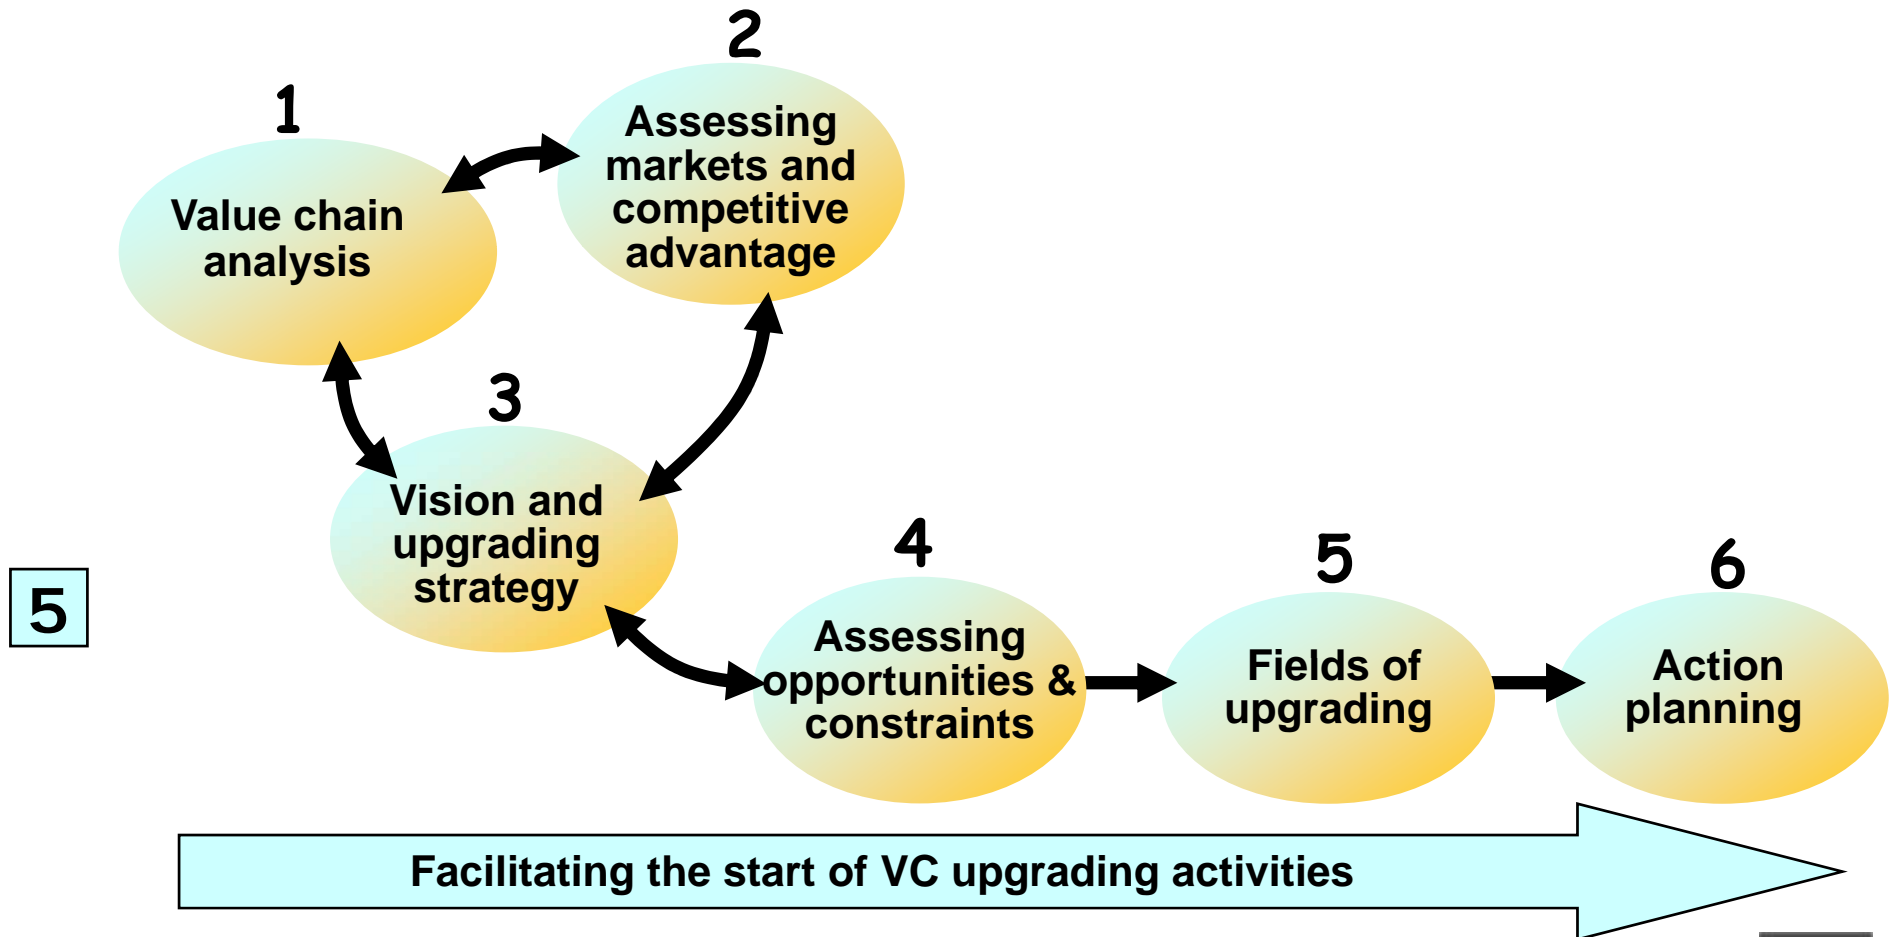 1
Value chain
analysis
2
Assessing
markets and
competitive
advantage
3
Vision and
upgrading
strategy
4
Assessing
opportunities &
constraints
5
Fields of
upgrading
6
Action
planning
5
Facilitating the start of VC upgrading activities